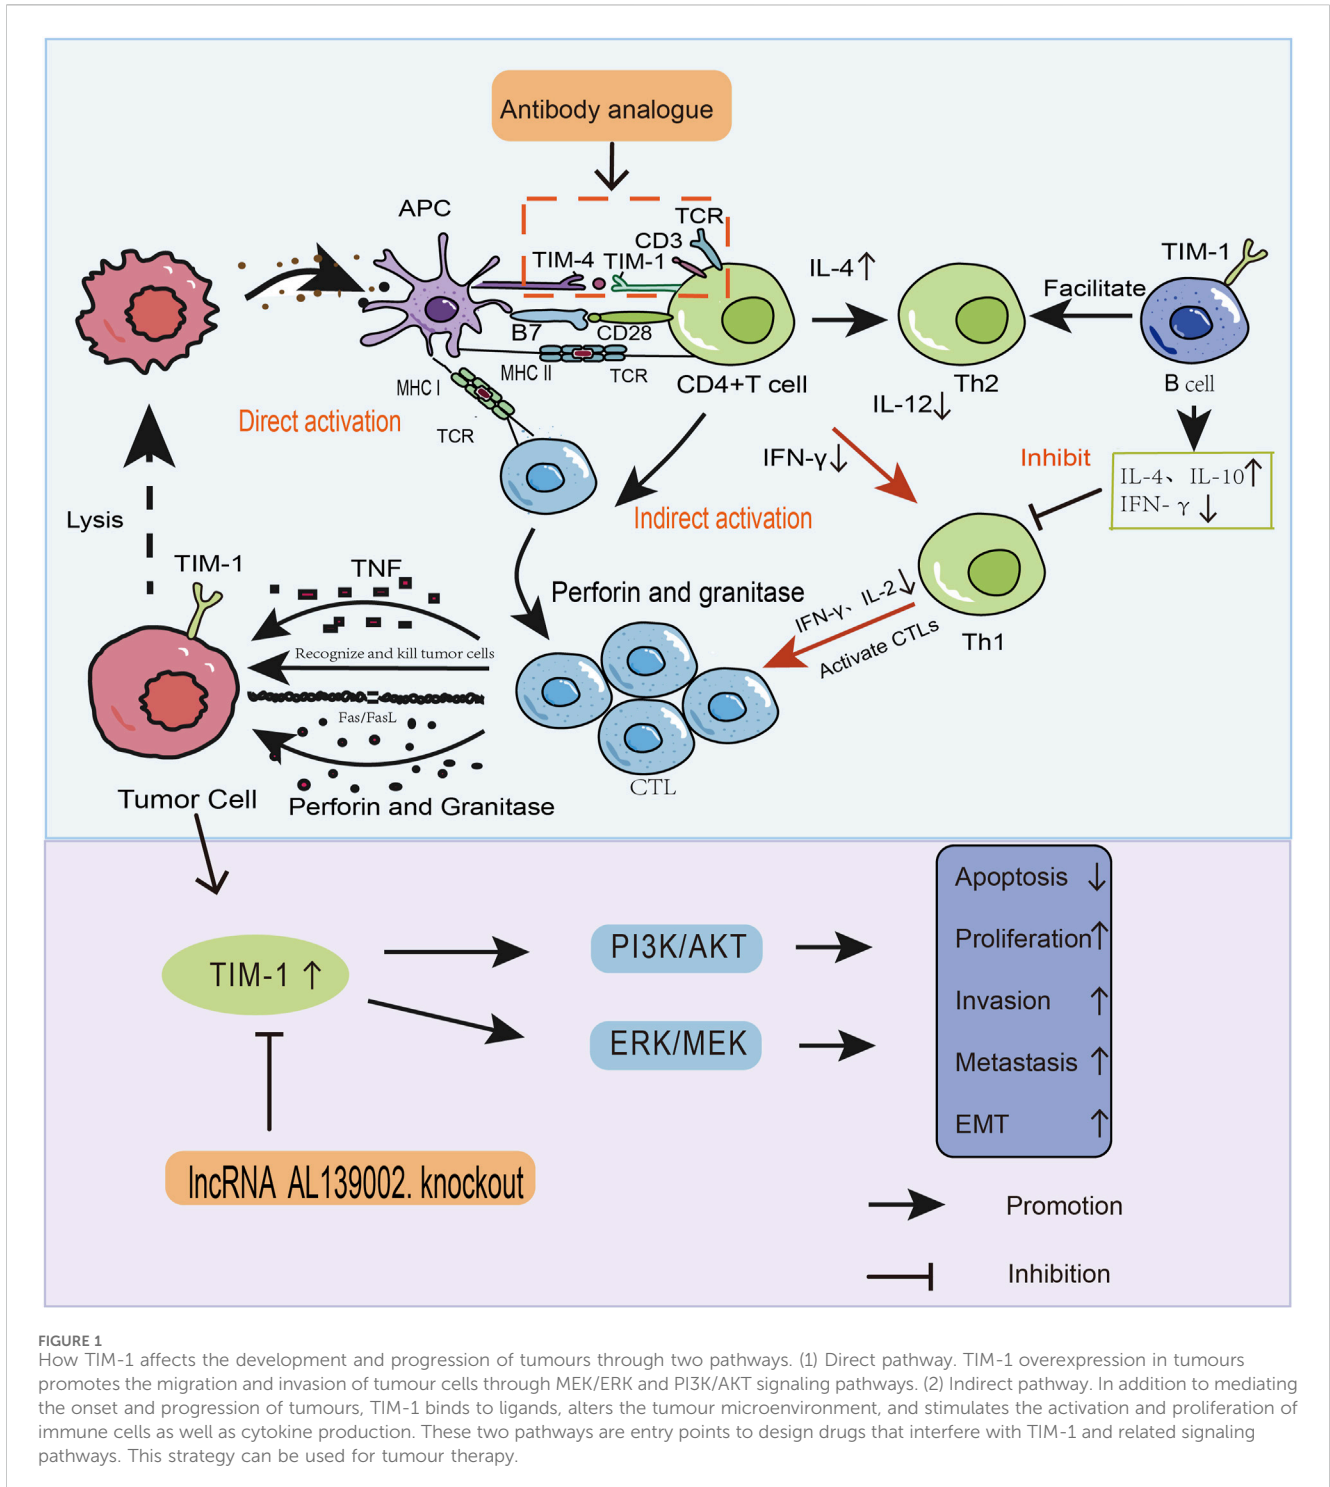 Antibody analogue
APC
TCR
CD3
TIM-4
TIM-1
IL-4↑
TIM-1
Facilitate
B7
CD28
MHC II
TCR
CD4+T cell
Th2
B cell
MHC I
IL-12↓
Direct activation
TCR
IFN-γ↓
Inhibit
IL-4、IL-10↑
IFN-γ↓
Lysis
Indirect activation
TIM-1
TNF
Perforin and granitase
IFN-γ、IL-2↓
Activate CTLs
Th1
Recognize and kill tumor cells
Fas/FasL
CTL
Tumor Cell
Perforin and Granitase
Apoptosis ↓
Proliferation↑
Invasion ↑
Metastasis ↑
EMT ↑
TIM-1 ↑
PI3K/AKT
ERK/MEK
lncRNA AL139002. knockout
Promotion
Inhibition
FIGURE 1
How TIM-1 affects the development and progression of tumours through two pathways. (1) Direct pathway. TIM-1 overexpression in tumours
promotes the migration and invasion of tumour cells through MEK/ERK and PI3K/AKT signaling pathways. (2) Indirect pathway. In addition to mediating
the onset and progression of tumours, TIM-1 binds to ligands, alters the tumour microenvironment, and stimulates the activation and proliferation of
immune cells as well as cytokine production. These two pathways are entry points to design drugs that interfere with TIM-1 and related signaling
pathways. This strategy can be used for tumour therapy.